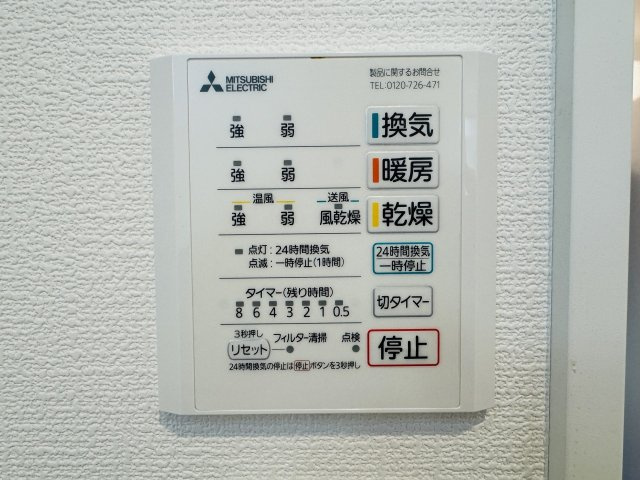 MITSUBISHI
ELECTRIC
製品に関するお問合せ
TEL:0120-726-471
強 弱 換気
強 弱 暖房
温風 送風
強 弱 風乾燥 乾燥
点灯:24時間換気
点滅:一時停止(1時間)
24時間換気
一時停止
タイマー(残り時間)
8 6 4 3 2 1 0.5
切タイマー
3秒押し
リセット フィルター清掃 点検
停止
24時間換気の停止は停止ボタンを3秒押し